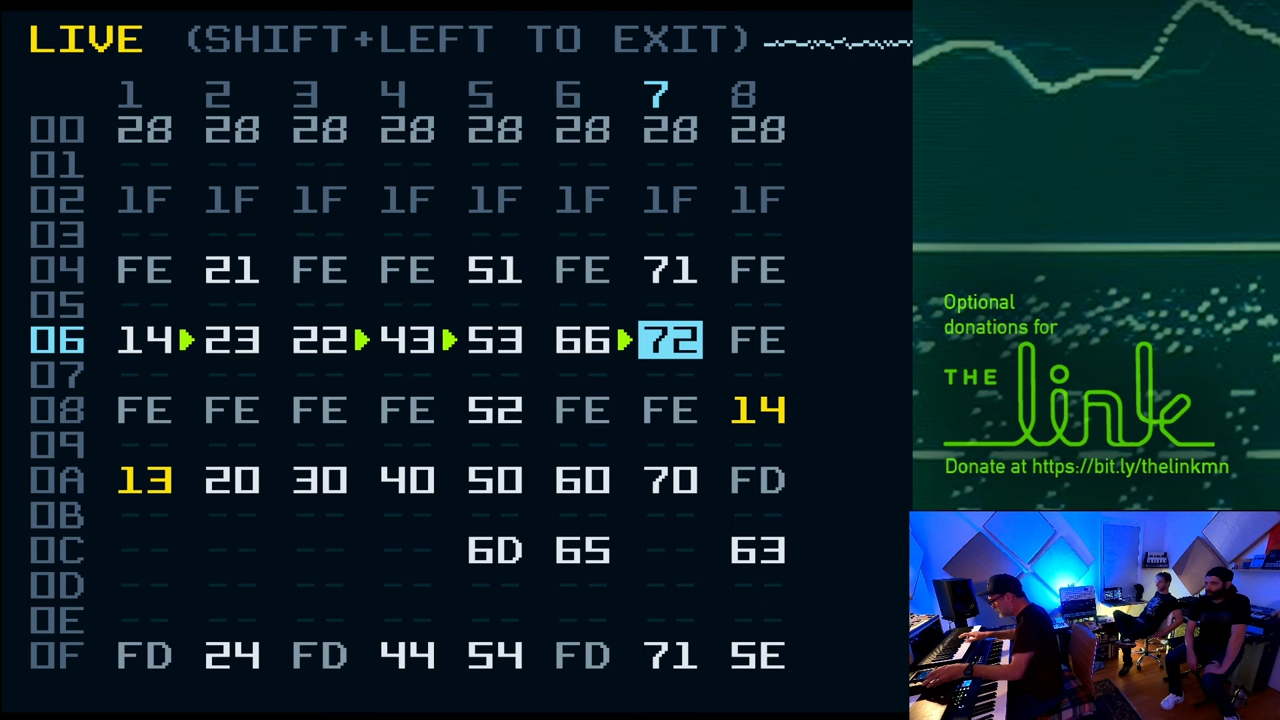 LIVE (SHIFT+LEFT TO EXIT)
1 2 3 4 5 6 7 8
00 28 28 28 28 28 28 28 28
01 -- -- -- -- -- -- -- --
02 1F 1F 1F 1F 1F 1F 1F 1F
03 -- -- -- -- -- -- -- --
04 FE 21 FE FE 51 FE 71 FE
05 -- -- -- -- -- -- -- --
06 14 23 22 43 53 66 72 FE
07 -- -- -- -- -- -- -- --
08 FE FE FE FE 52 FE FE 14
09 -- -- -- -- -- -- -- --
0A 13 20 30 40 50 60 70 FD
0B -- -- -- -- -- -- -- --
0C -- -- -- -- 6D 65 -- 63
0D -- -- -- -- -- -- -- --
0E -- -- -- -- -- -- -- --
0F FD 24 FD 44 54 FD 71 5E
Optional
donations for
THE link
Donate at https://bit.ly/thelinkmn